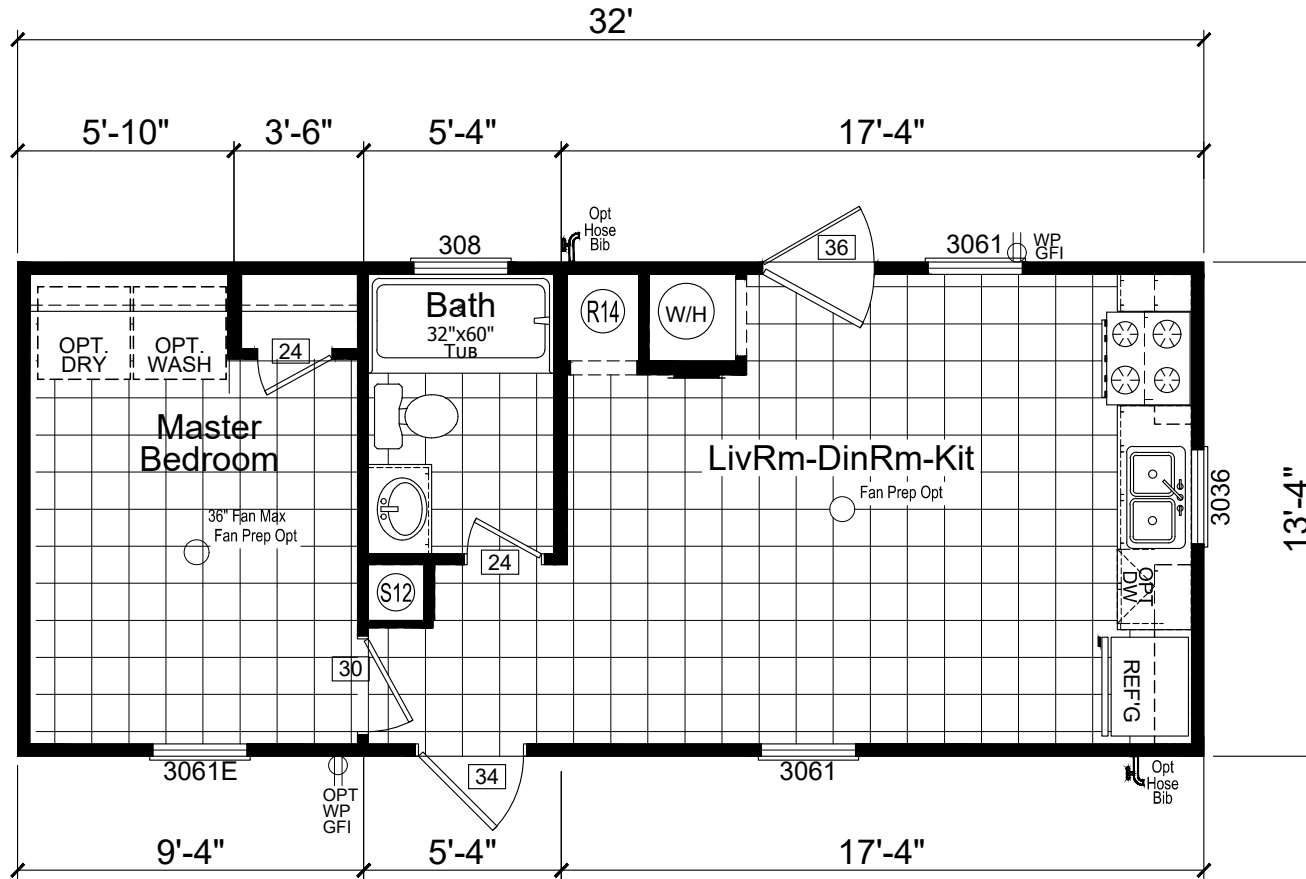 32'
5'-10"
3'-6"
5'-4"
17'-4"
Opt
Hose
Bib
308
36
3061
WP
GFI
OPT.
DRY
OPT.
WASH
24
Bath
32"x60"
TUB
R14
W/H
Master
Bedroom
36" Fan Max
Fan Prep Opt
LivRm-DinRm-Kit
Fan Prep Opt
3036
13'-4"
24
S12
OPT
DW
30
REF'G
3061E
34
3061
OPT
WP
GFI
Opt
Hose
Bib
9'-4"
5'-4"
17'-4"